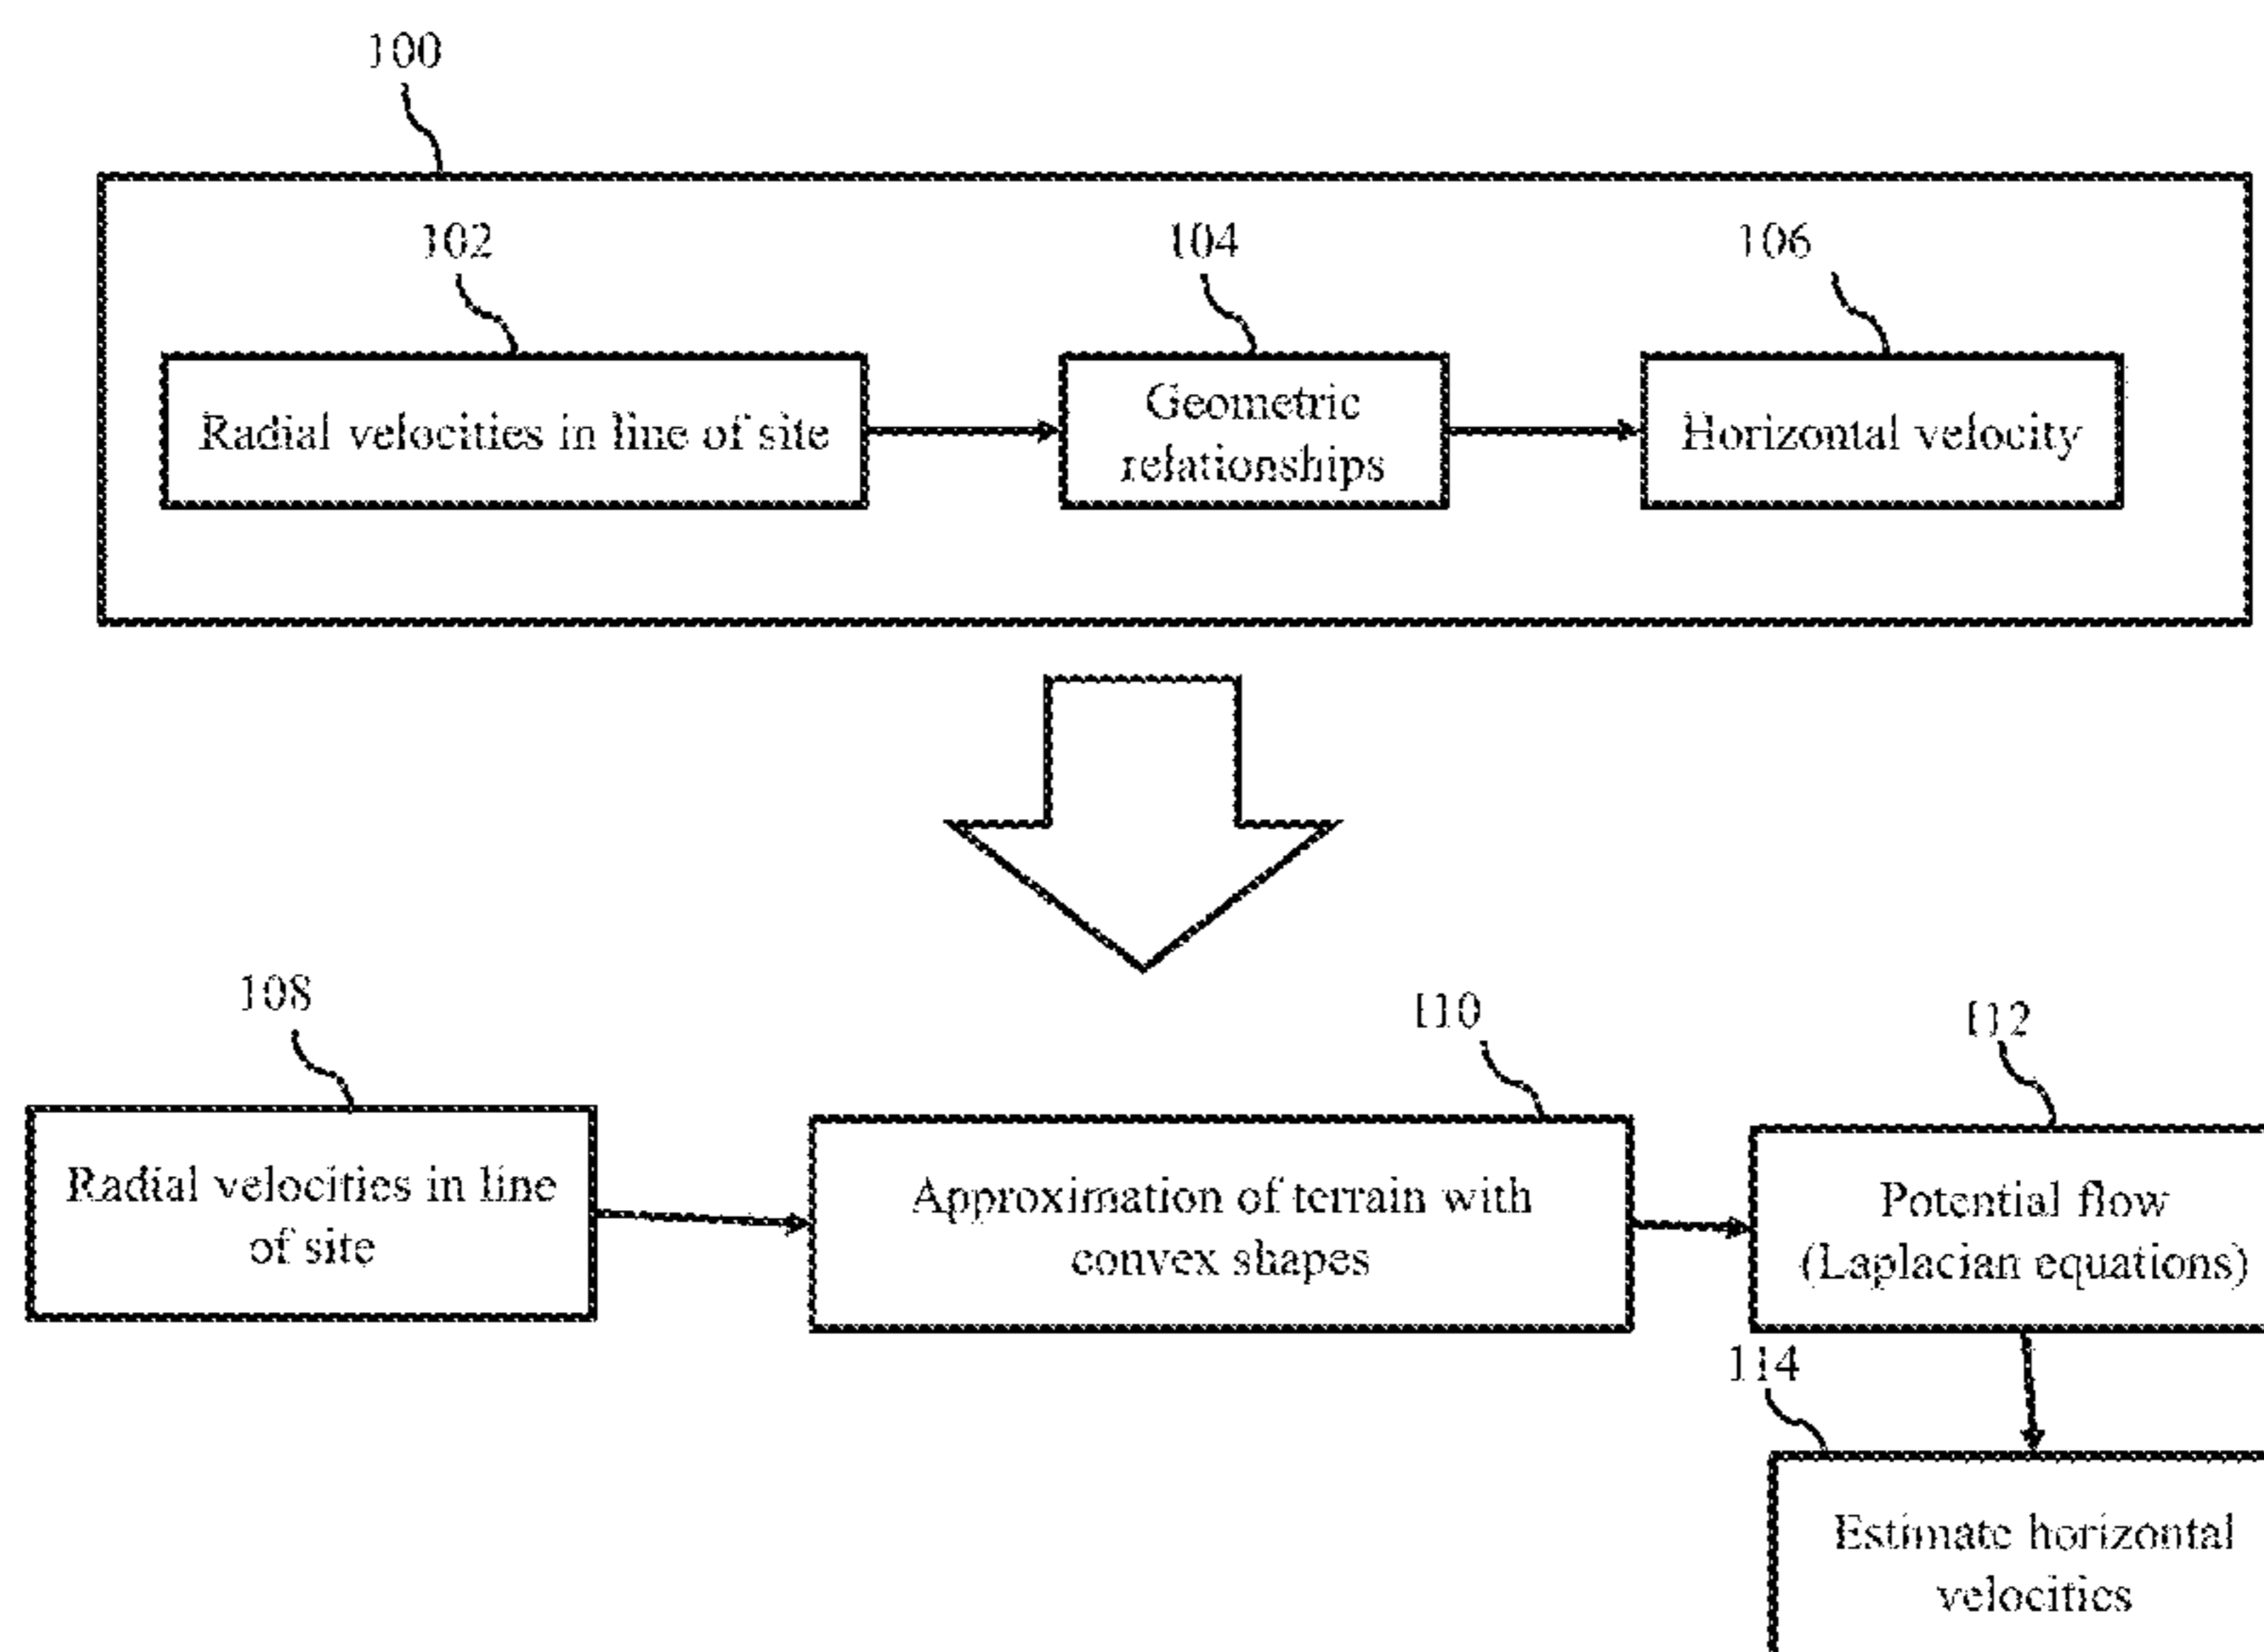 100
102
104
106
Radial velocities in line of site
Geometric
relationships
Horizontal velocity
108
110
112
Radial velocities in line
of site
Approximation of terrain with
convex shapes
Potential flow
(Laplacian equations)
114
Estimate horizontal
velocities